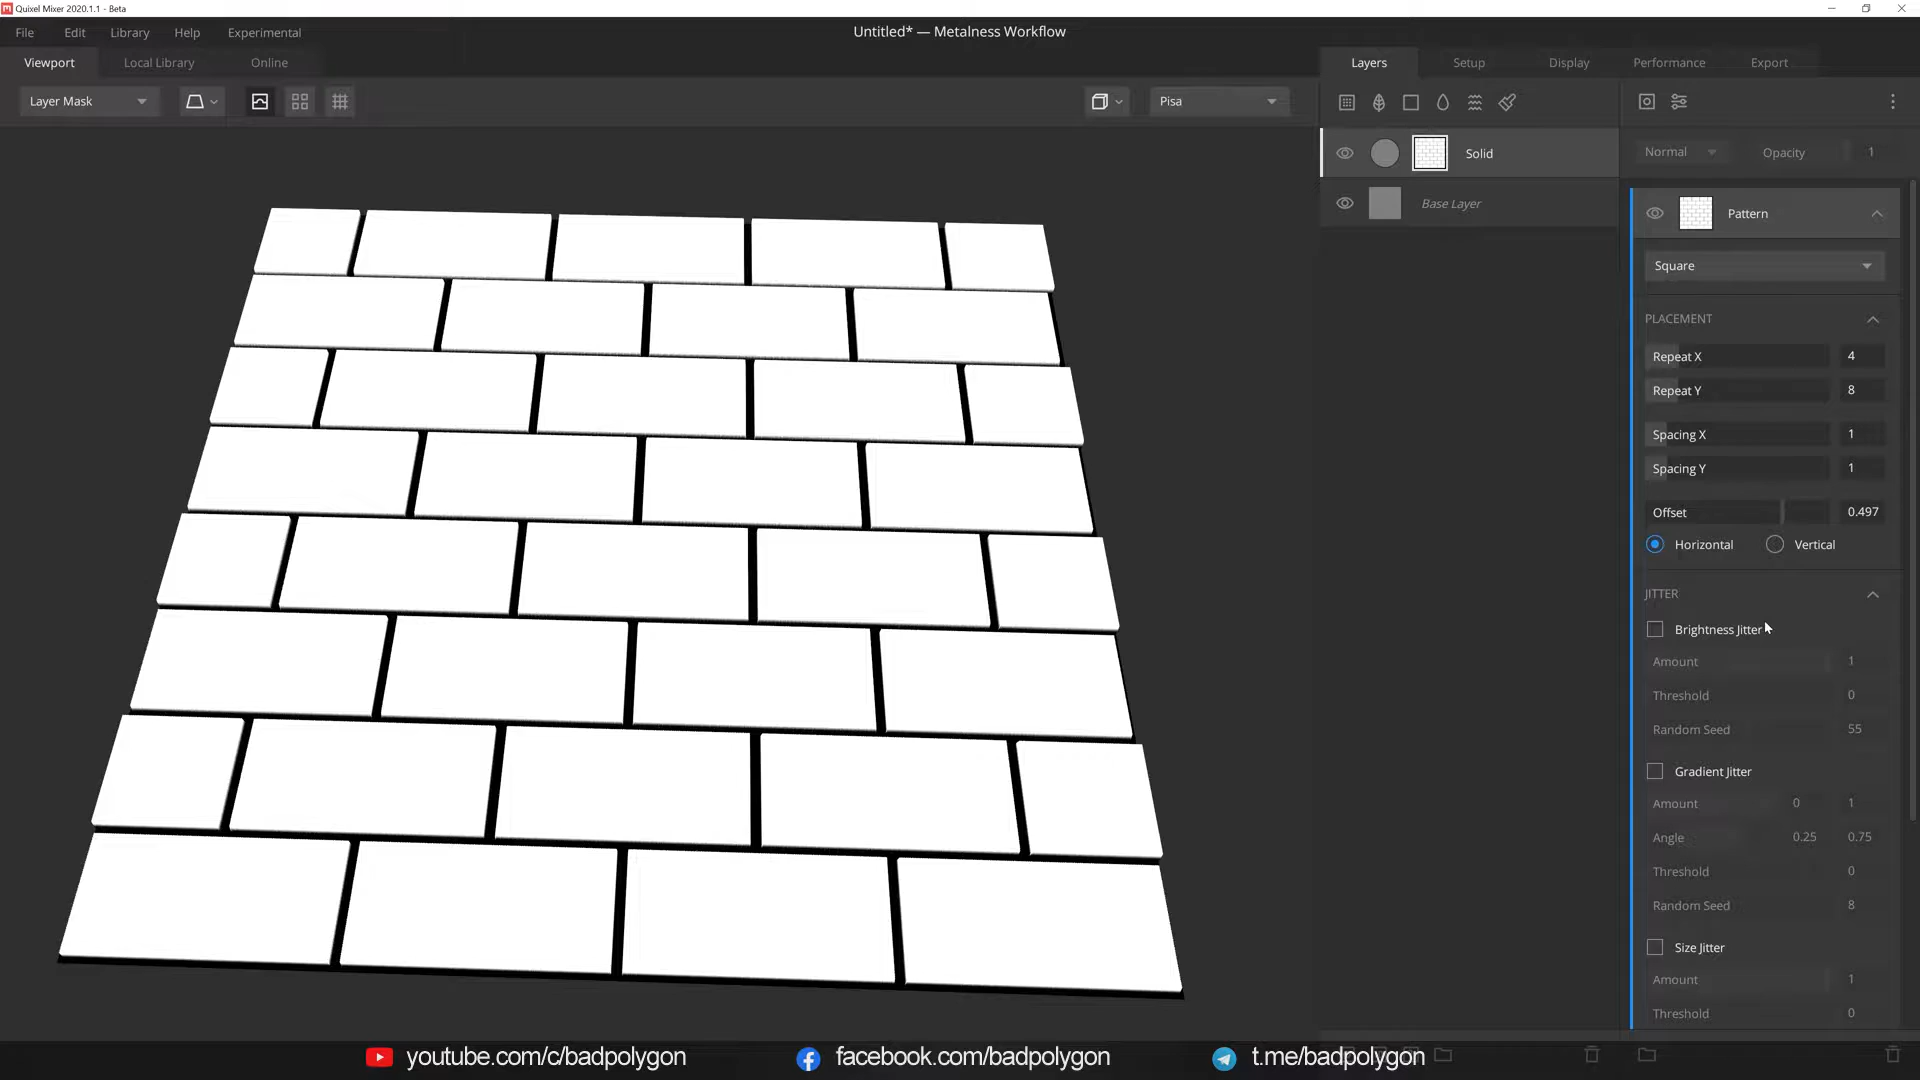 Quixel Mixer 2020.1.1 - Beta
File Edit Library Help Experimental
Untitled* — Metalness Workflow
Viewport Local Library Online
Layers Setup Display Performance Export
Layer Mask
Pisa
Solid
Base Layer
Normal Opacity 1
Pattern
Square
PLACEMENT
Repeat X 4
Repeat Y 8
Spacing X 1
Spacing Y 1
Offset 0.497
Horizontal Vertical
JITTER
Brightness Jitter
Amount 1
Threshold 0
Random Seed 55
Gradient Jitter
Amount 0 1
Angle 0.25 0.75
Threshold 0
Random Seed 8
Size Jitter
Amount 1
Threshold 0
youtube.com/c/badpolygon facebook.com/badpolygon t.me/badpolygon